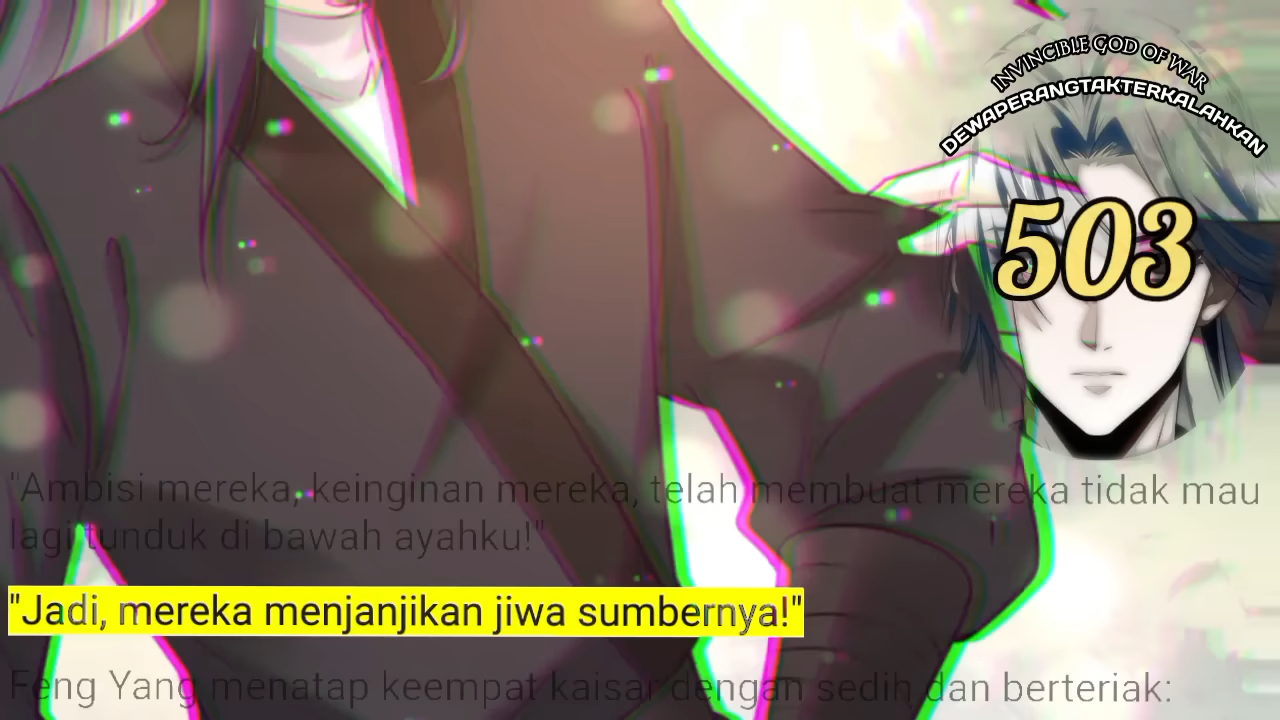 INVINCIBLE GOD OF WAR
DEWAPERANGTAKTERKALAHKAN
503
"Ambisi mereka, keinginan mereka, telah membuat mereka tidak mau
lagi tunduk di bawah ayahku!"
"Jadi, mereka menjanjikan jiwa sumbernya!"
Feng Yang menatap keempat kaisar dengan sedih dan berteriak: